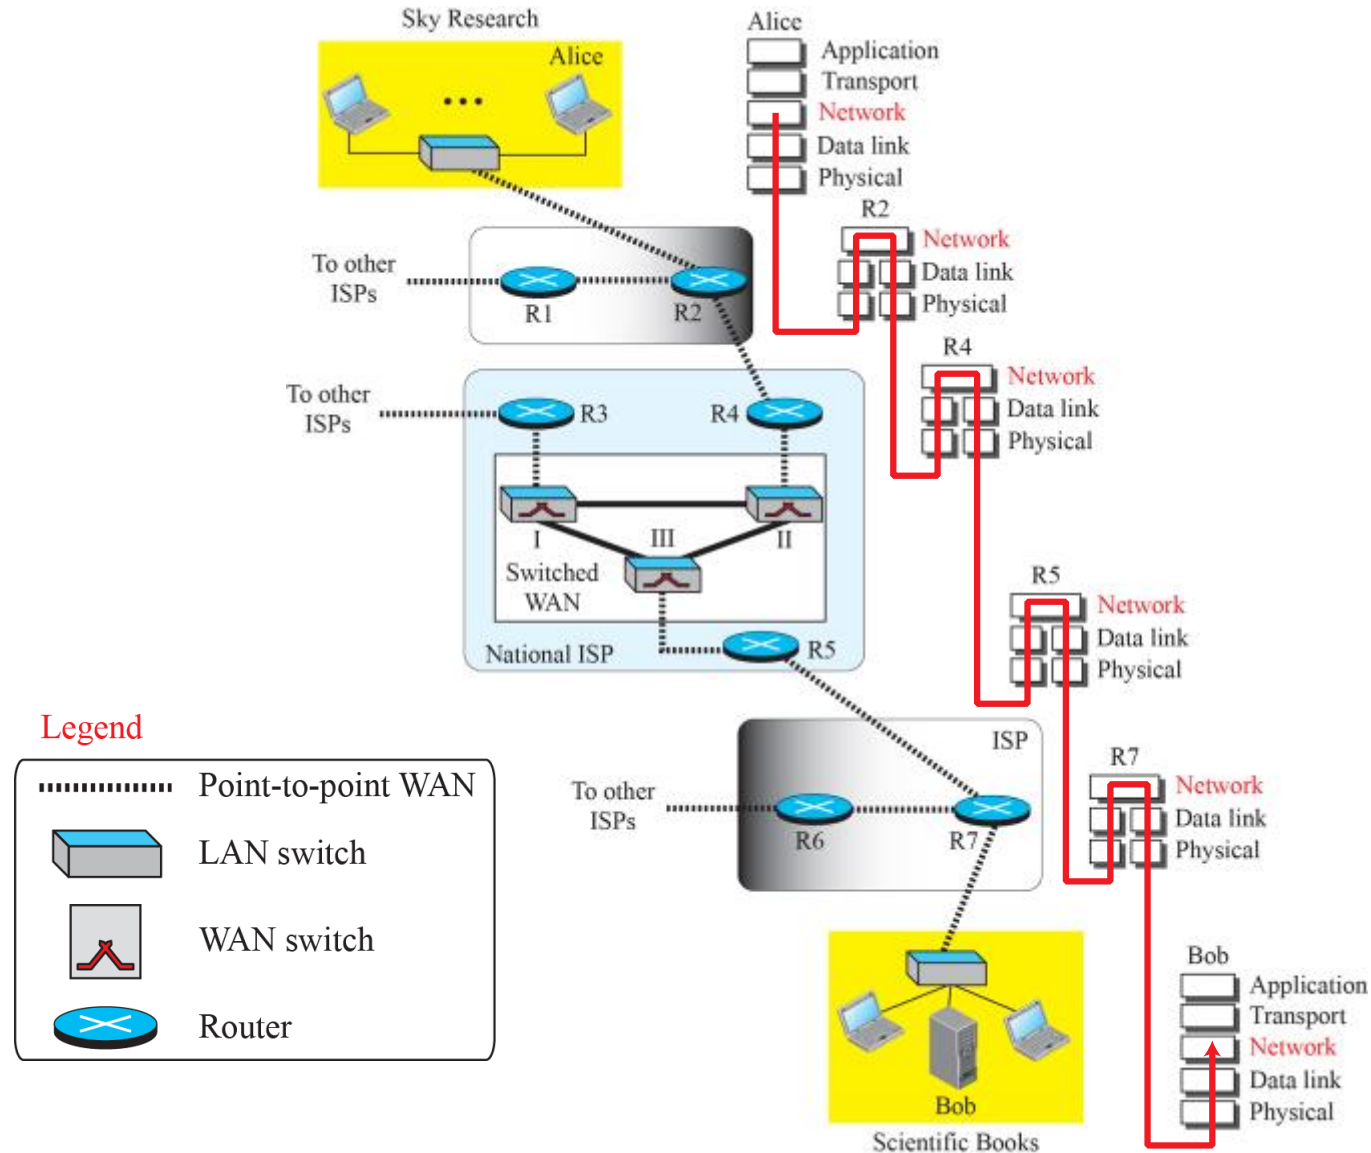 Sky Research
Alice
Alice
Application
Transport
Network
Data link
Physical
R2
Network
Data link
Physical
To other
ISPs
R1
R2
R4
Network
Data link
Physical
To other
ISPs
R3
R4
I
III
II
Switched
WAN
National ISP
R5
R5
Network
Data link
Physical
Legend
Point-to-point WAN
LAN switch
WAN switch
Router
ISP
To other
ISPs
R6
R7
R7
Network
Data link
Physical
Bob
Scientific Books
Bob
Application
Transport
Network
Data link
Physical